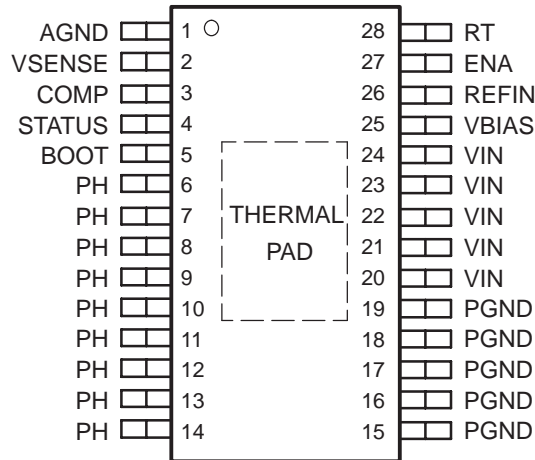 AGND 1 28 RT
VSENSE 2 27 ENA
COMP 3 26 REFIN
STATUS 4 25 VBIAS
BOOT 5 24 VIN
PH 6 23 VIN
PH 7 THERMAL 22 VIN
PH 8 PAD 21 VIN
PH 9 20 VIN
PH 10 19 PGND
PH 11 18 PGND
PH 12 17 PGND
PH 13 16 PGND
PH 14 15 PGND